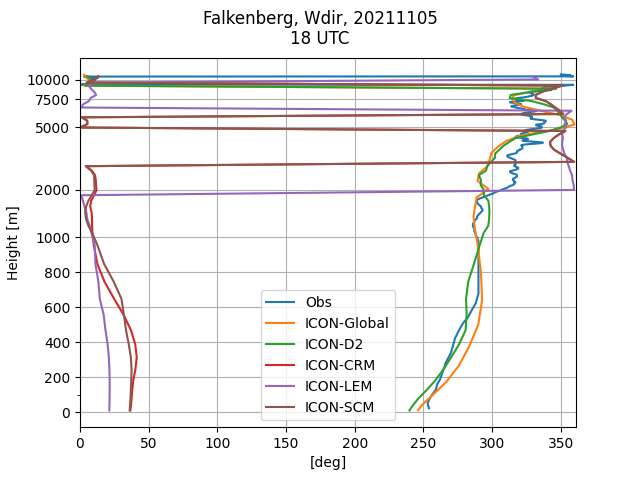 Falkenberg, Wdir, 20211105
18 UTC
10000
7500
5000
2000
1000
800
600
400
200
0
Height [m]
Obs
ICON-Global
ICON-D2
ICON-CRM
ICON-LEM
ICON-SCM
0 50 100 150 200 250 300 350
[deg]